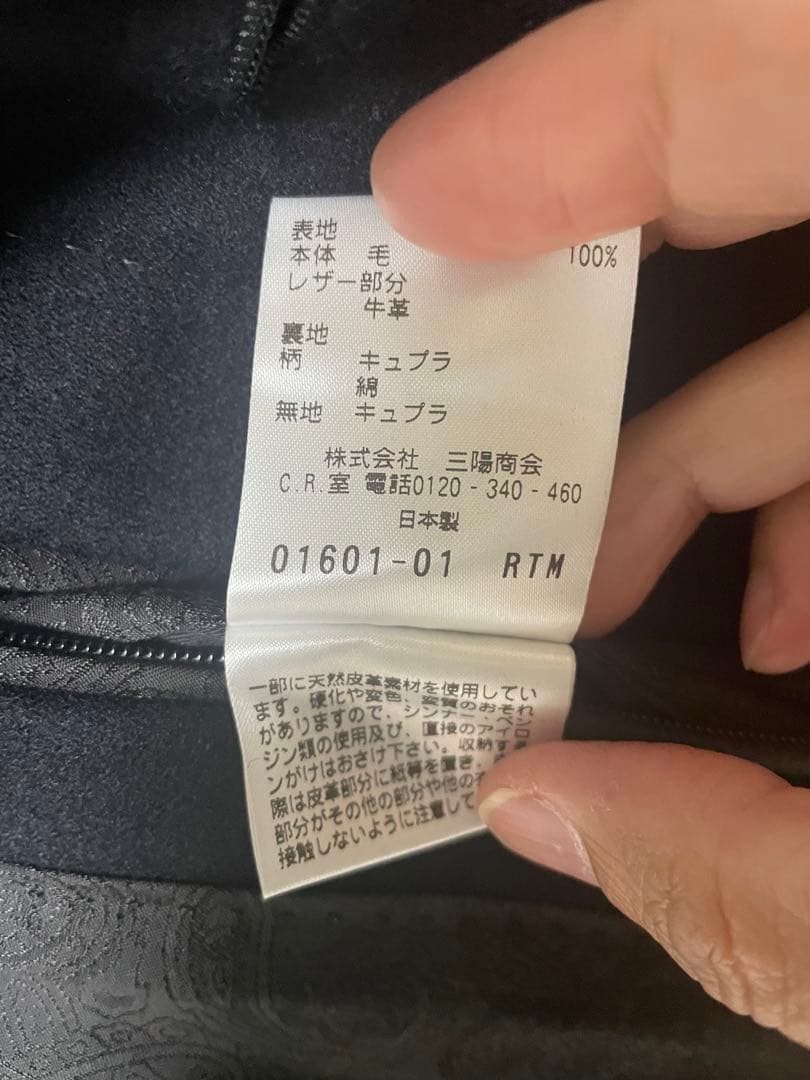 表地
本体 毛 100%
レザー部分
牛革
裏地
柄 キュプラ
綿
無地 キュプラ
株式会社 三陽商会
C.R.室 電話0120-340-460
日本製
01601-01 RTM
一部に天然皮革素材を使用してい
ます。硬化や変色、変質のおそれ
がありますので、シンナー・ベン
ジン類の使用及び、直接のアイロ
ンがけはおさけ下さい。収納す
際は皮革部分に紙等を置き、
部分がその他の部分や他の
接触しないように注意して